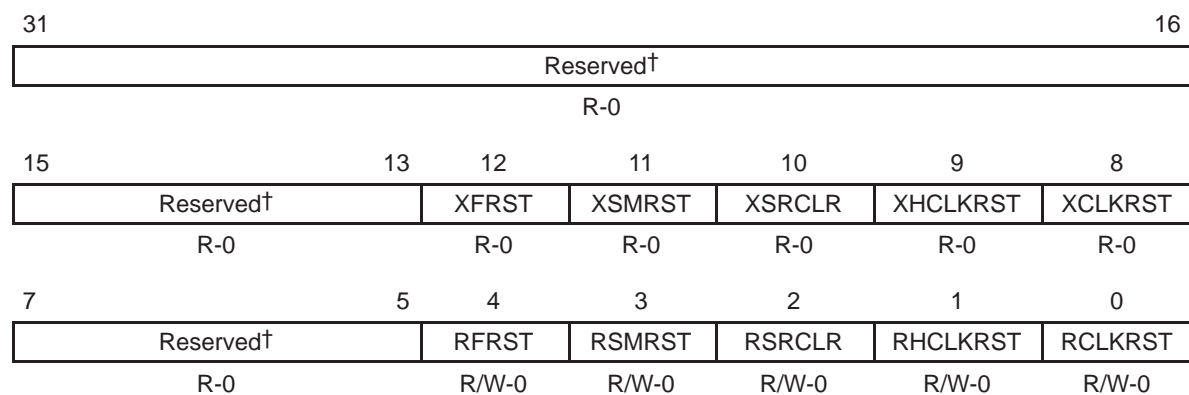 31 16
Reserved†
R-0
15 13 12 11 10 9 8
Reserved† XFRST XSMRST XSRCLR XHCLKRST XCLKRST
R-0 R-0 R-0 R-0 R-0 R-0
7 5 4 3 2 1 0
Reserved† RFRST RSMRST RSRCLR RHCLKRST RCLKRST
R-0 R/W-0 R/W-0 R/W-0 R/W-0 R/W-0